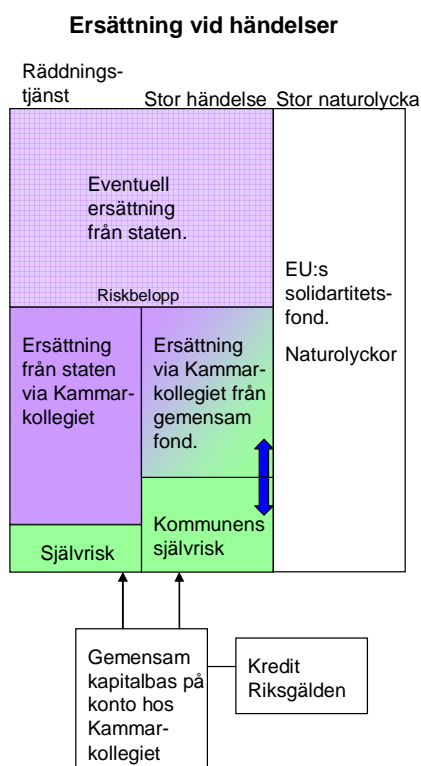 Ersättning vid händelser
Räddnings-
tjänst
Stor händelse
Stor naturolycka
Eventuell
ersättning
från staten.
Riskbelopp
Ersättning
från staten
via Kammar-
kollegiet
Ersättning
via Kammar-
kollegiet från
gemensam
fond.
EU:s
solidartitets-
fond.
Naturolyckor
Självrisk
Kommunens
självrisk
Gemensam
kapitalbas på
konto hos
Kammar-
kollegiet
Kredit
Riksgälden